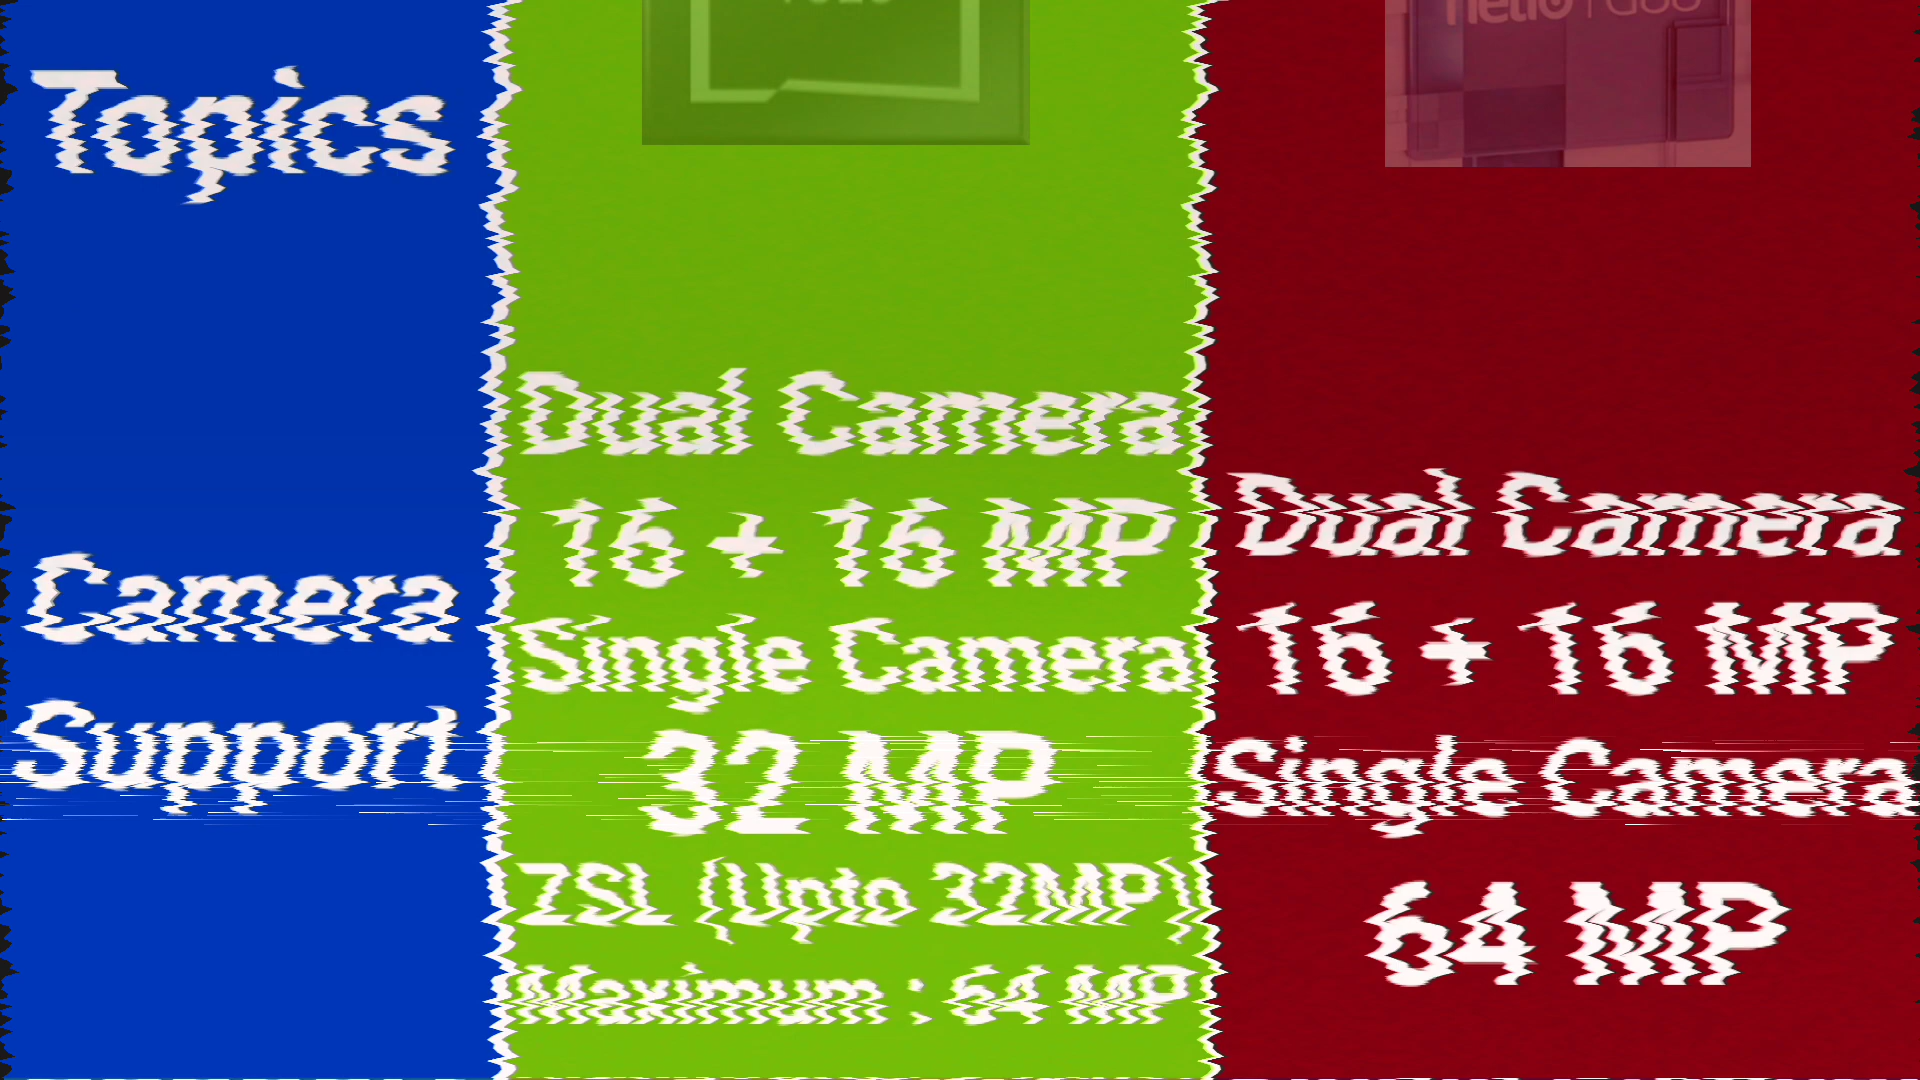 Topics
Camera
Support
Dual Camera
16 + 16 MP
Single Camera
32 MP
ZSL (Upto 32MP)
Maximum : 64 MP
Dual Camera
16 + 16 MP
Single Camera
64 MP